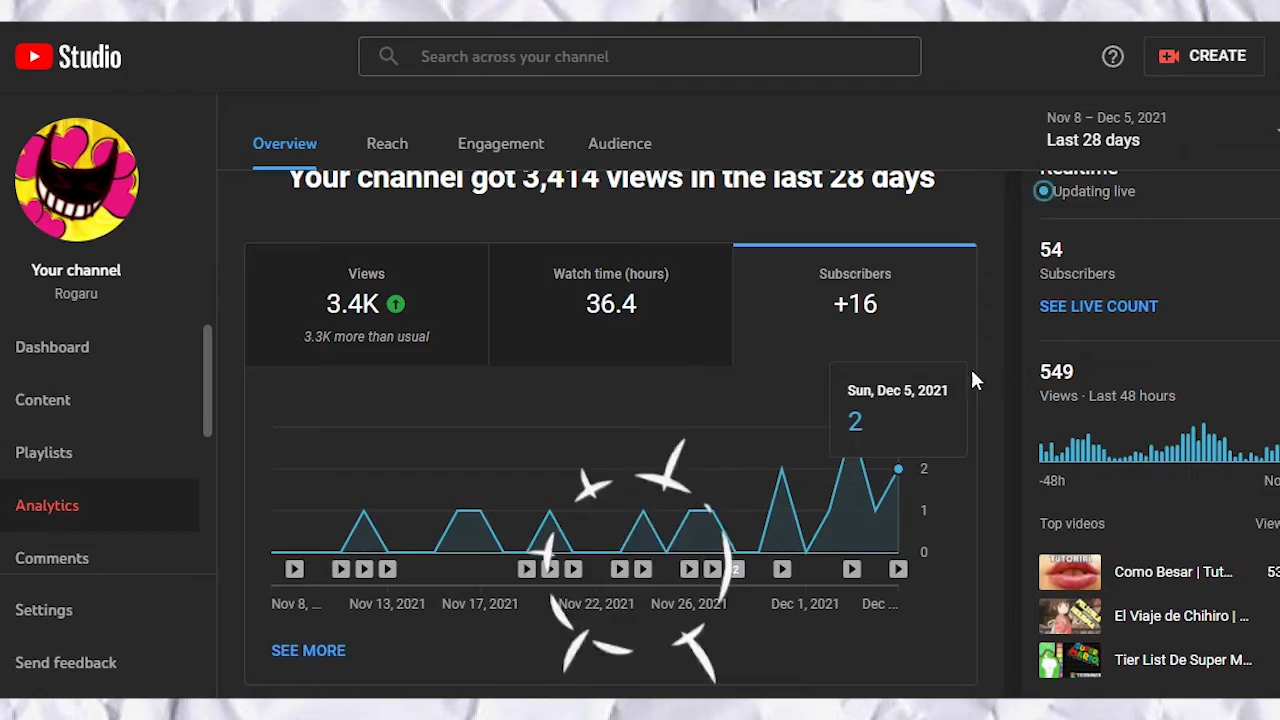 Studio
Search across your channel
CREATE
Your channel
Rogaru
Dashboard
Content
Playlists
Analytics
Comments
Settings
Send feedback
Overview
Reach
Engagement
Audience
Nov 8 – Dec 5, 2021
Last 28 days
Your channel got 3,414 views in the last 28 days
Views
3.4K
3.3K more than usual
Watch time (hours)
36.4
Subscribers
+16
Sun, Dec 5, 2021
2
2
1
0
2
Nov 8, ...
Nov 13, 2021
Nov 17, 2021
Nov 22, 2021
Nov 26, 2021
Dec 1, 2021
Dec ...
SEE MORE
Realtime
Updating live
54
Subscribers
SEE LIVE COUNT
549
Views · Last 48 hours
-48h
Top videos
TUTORIAL
Como Besar | Tut...
El Viaje de Chihiro | ...
Tier List De Super M...